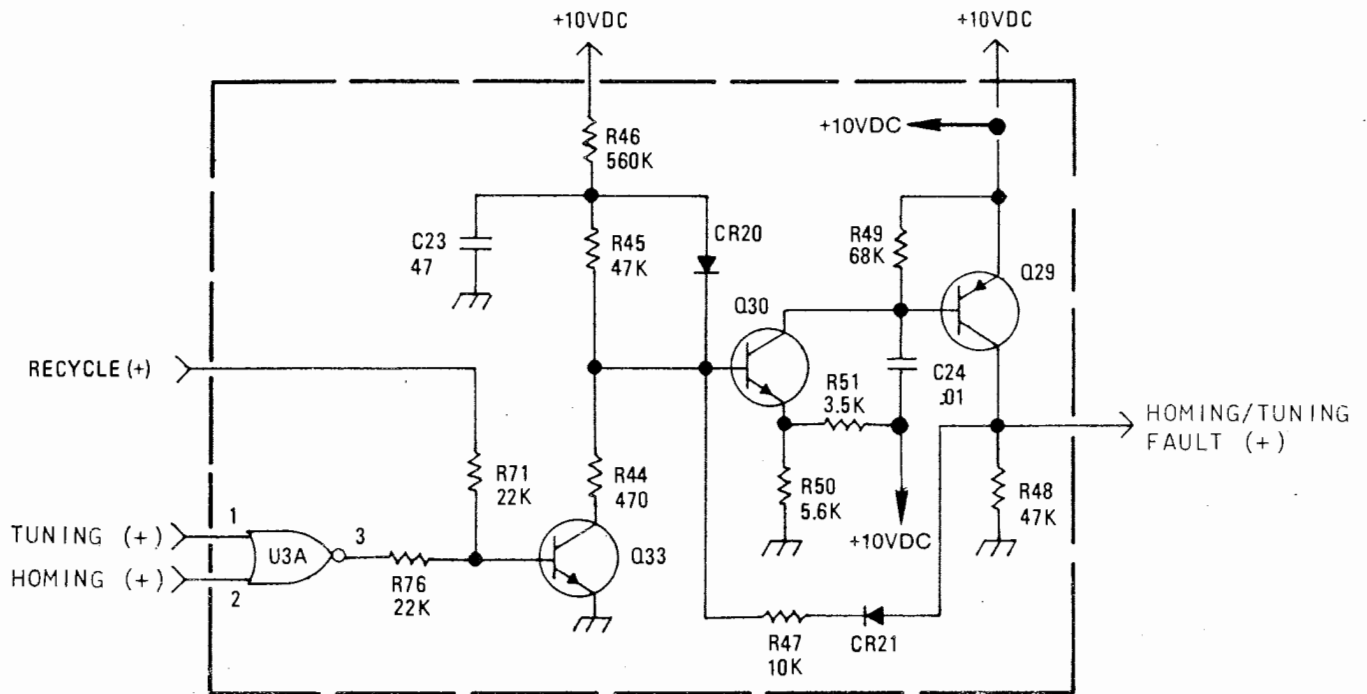 +10VDC
+10VDC
+10VDC
R46
560K
C23
47
R45
47K
CR20
R49
68K
Q29
Q30
RECYCLE (+)
R51
3.5K
C24
.01
HOMING/TUNING
FAULT (+)
R71
22K
R44
470
R50
5.6K
R48
47K
+10VDC
TUNING (+)
1
U3A
3
HOMING (+)
2
R76
22K
Q33
R47
10K
CR21